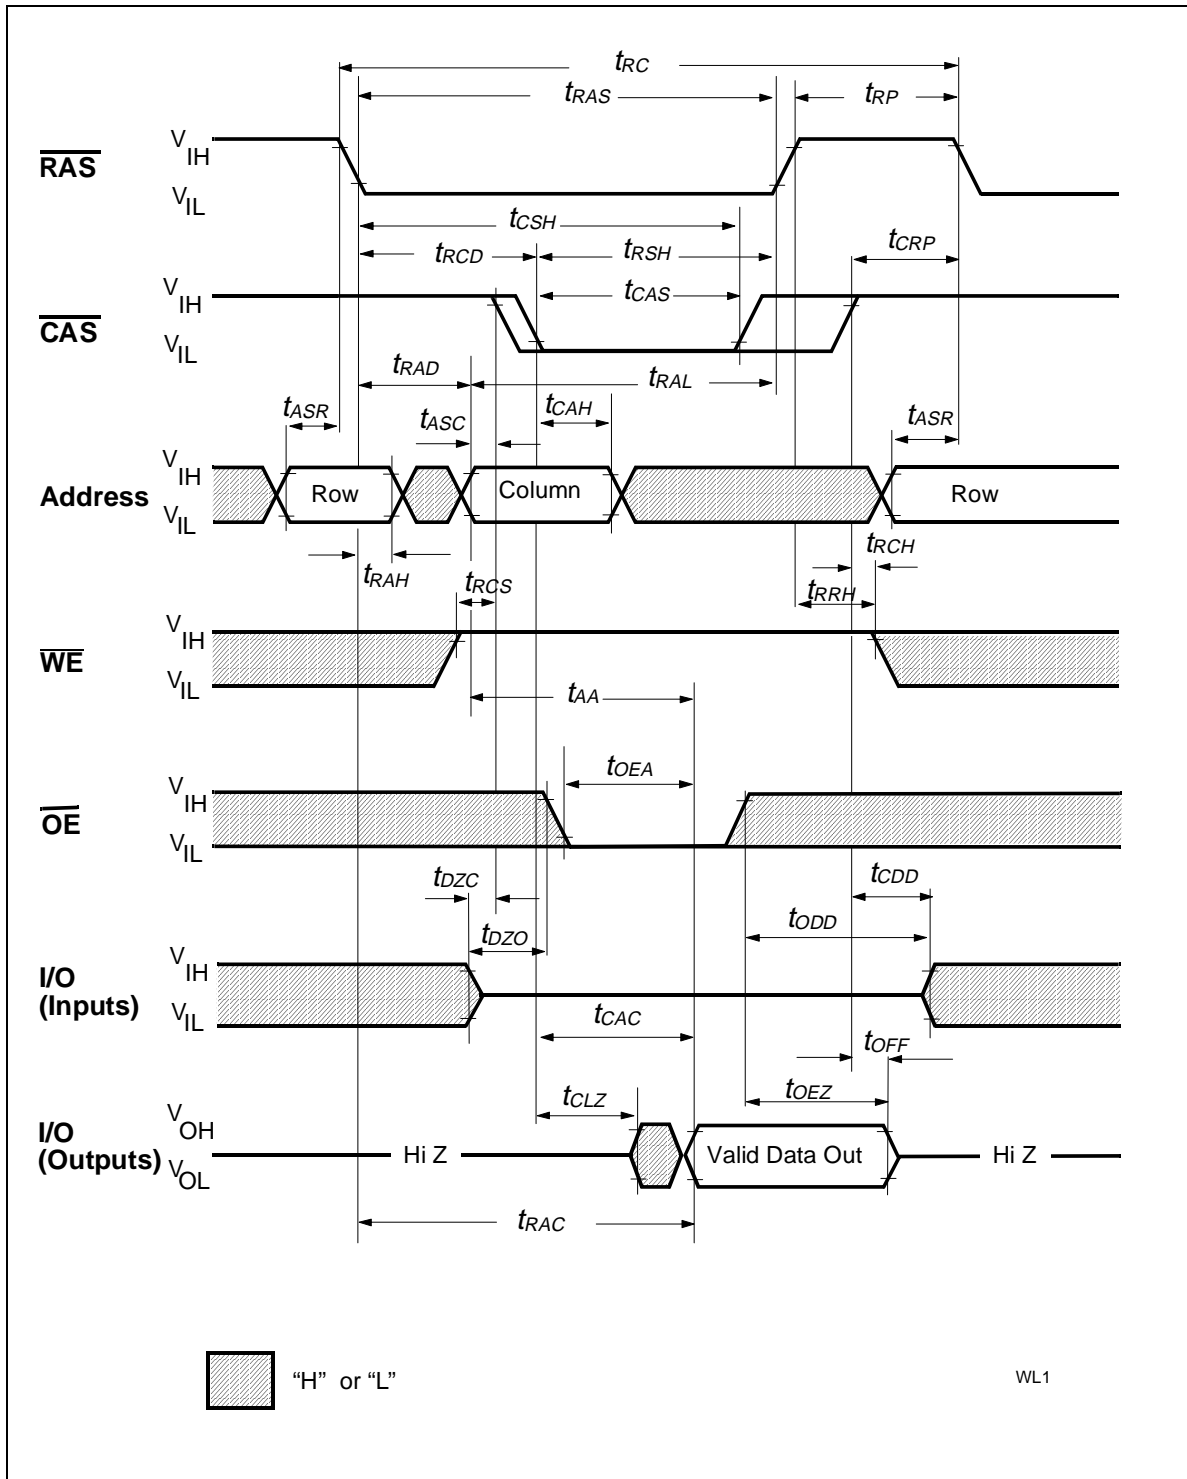 tRC
tRAS tRP
RAS VIH
VIL
tCSH
tRCD tRSH tCRP
CAS VIH
tCAS
VIL
tRAD tRAL
tASR tASC tCAH tASR
Address VIH
Row Column Row
VIL
tRAH tRCS tRRH tRCH
WE VIH
VIL
tAA
tOEA
OE VIH
VIL
tDZC tCDD
tDZO tODD
I/O
(Inputs) VIH
VIL
tCAC tOFF
tCLZ tOEZ
I/O
(Outputs) VOH
VOL
Hi Z Valid Data Out Hi Z
tRAC
“H” or “L”
WL1